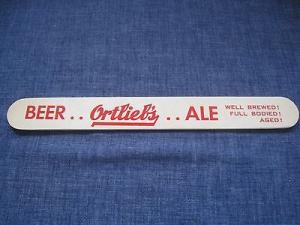 BEER .. Ortlieb's .. ALE
WELL BREWED!
FULL BODIED!
AGED!